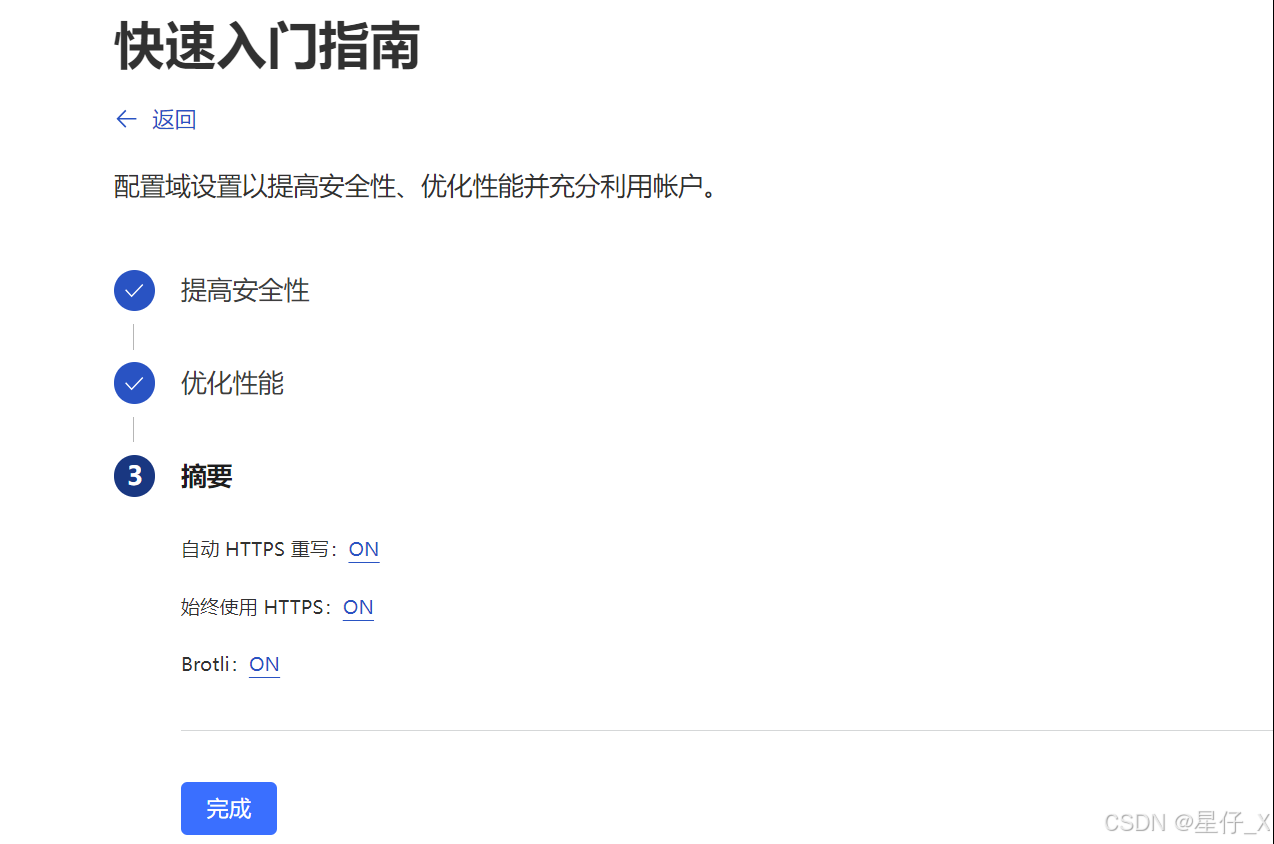 快速入门指南
← 返回
配置域设置以提高安全性、优化性能并充分利用帐户。
提高安全性
优化性能
3 摘要
自动 HTTPS 重写：ON
始终使用 HTTPS：ON
Brotli：ON
完成
CSDN @星仔_X